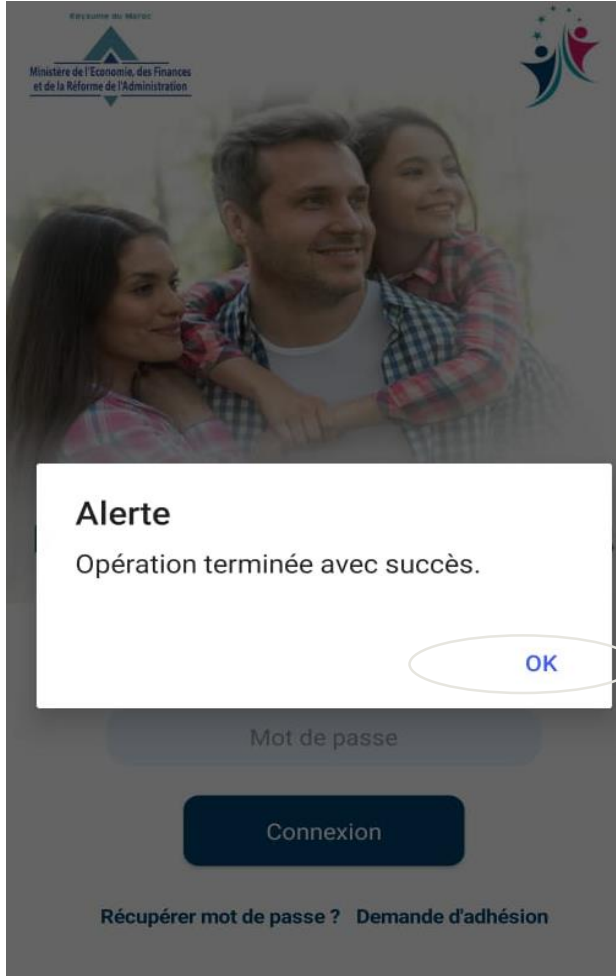 Royaume du Maroc
Ministère de l'Economie, des Finances
et de la Réforme de l'Administration
Alerte
Opération terminée avec succès.
OK
Mot de passe
Connexion
Récupérer mot de passe ? Demande d'adhésion